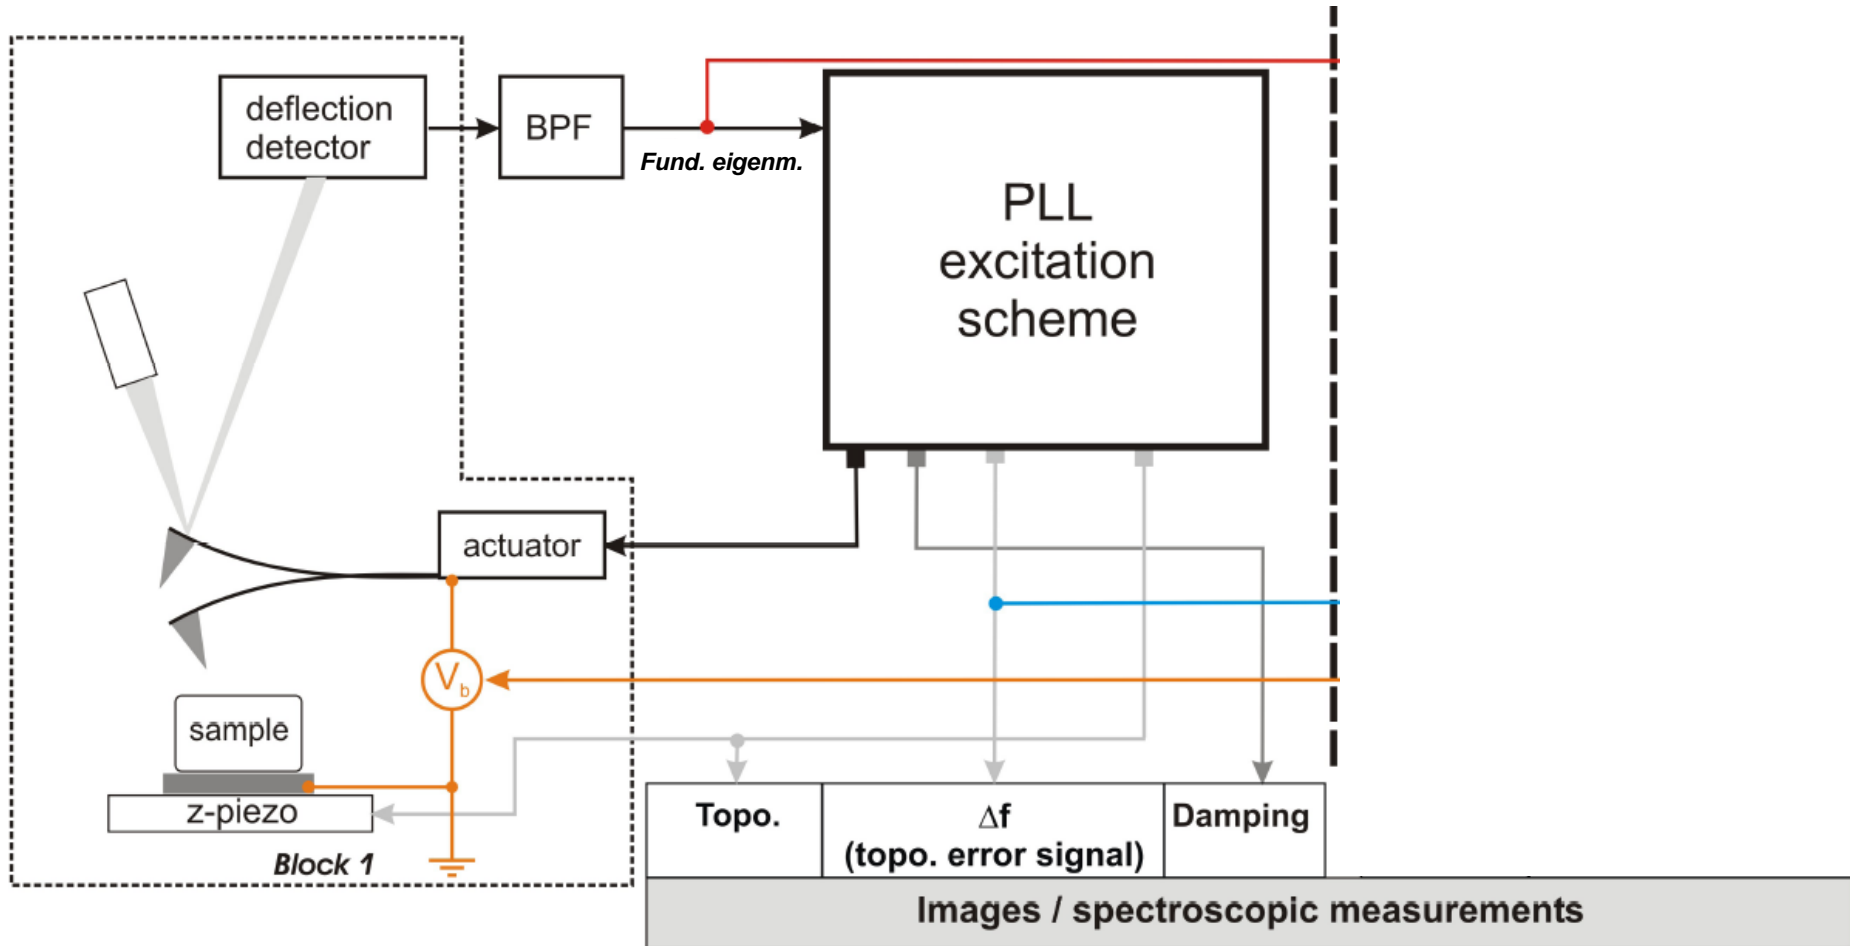 deflection
detector
BPF
Fund. eigenm.
PLL
excitation
scheme
actuator
Vb
sample
z-piezo
Block 1
Topo.
Δf
(topo. error signal)
Damping
Images / spectroscopic measurements